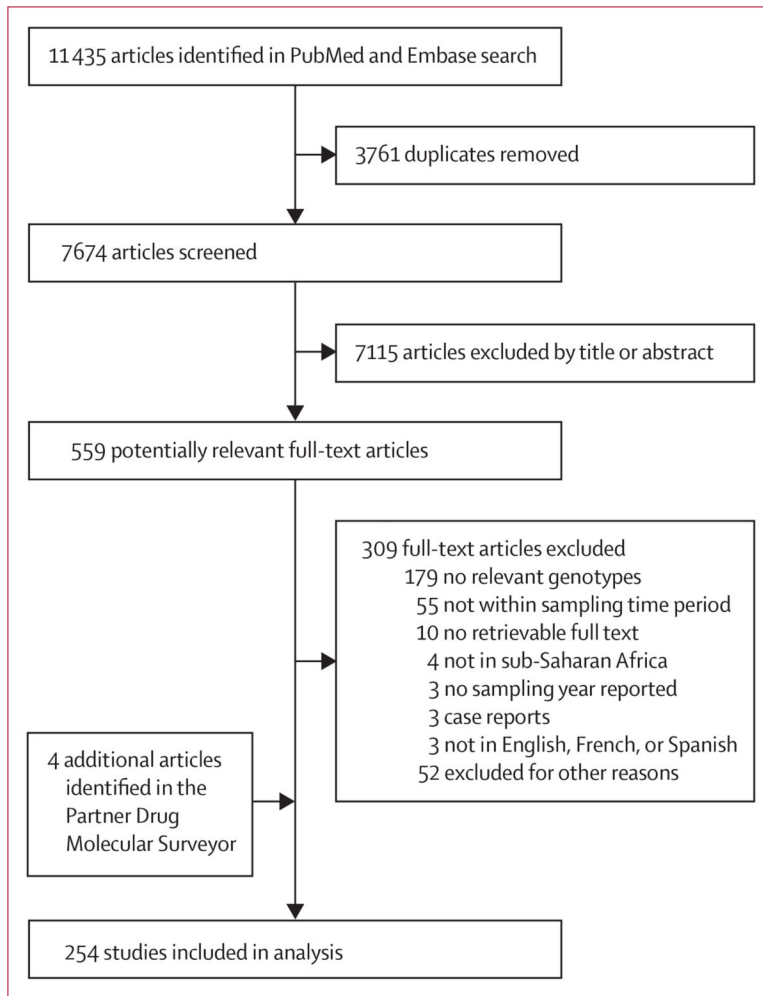 11 435 articles identified in PubMed and Embase search
3761 duplicates removed
7674 articles screened
7115 articles excluded by title or abstract
559 potentially relevant full-text articles
309 full-text articles excluded
179 no relevant genotypes
55 not within sampling time period
10 no retrievable full text
4 not in sub-Saharan Africa
3 no sampling year reported
3 case reports
3 not in English, French, or Spanish
52 excluded for other reasons
4 additional articles
identified in the
Partner Drug
Molecular Surveyor
254 studies included in analysis